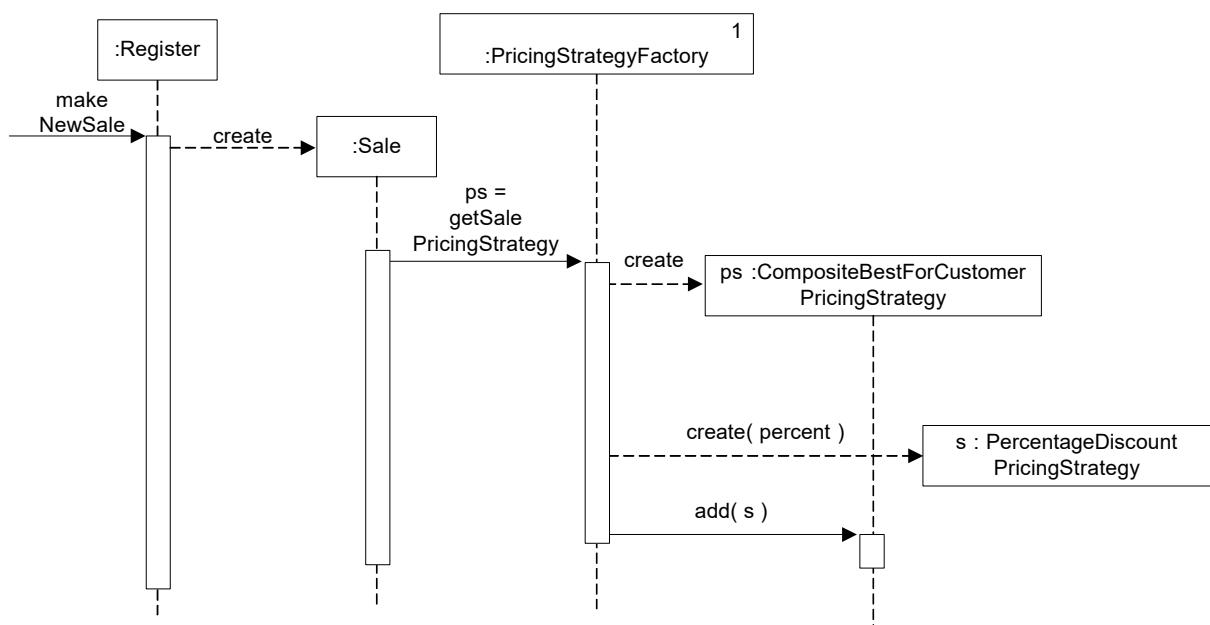 1
:Register
:PricingStrategyFactory
make
NewSale
create
:Sale
ps =
getSale
PricingStrategy
create
ps :CompositeBestForCustomer
PricingStrategy
create( percent )
s : PercentageDiscount
PricingStrategy
add( s )